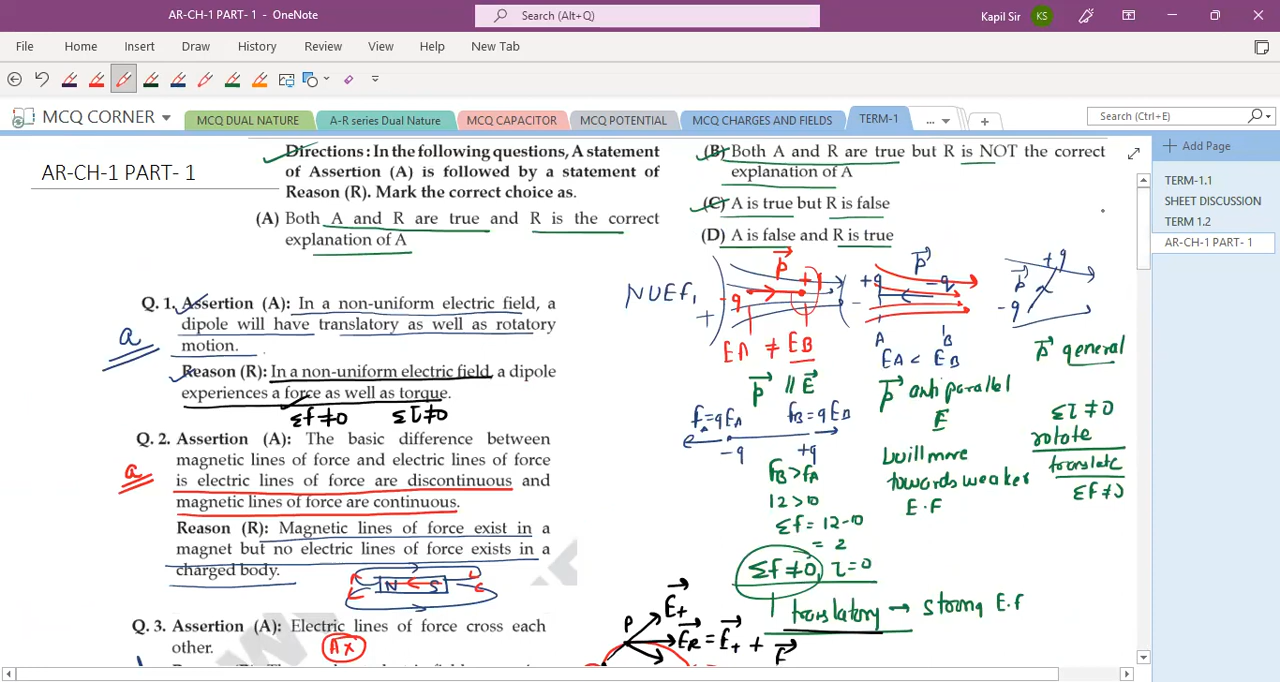 AR-CH-1 PART- 1 - OneNote
Search (Alt+Q)
Kapil Sir
KS
File Home Insert Draw History Review View Help New Tab
MCQ CORNER
MCQ DUAL NATURE
A-R series Dual Nature
MCQ CAPACITOR
MCQ POTENTIAL
MCQ CHARGES AND FIELDS
TERM-1
...
Search (Ctrl+E)
Add Page
TERM-1.1
SHEET DISCUSSION
TERM 1.2
AR-CH-1 PART- 1
AR-CH-1 PART- 1
Directions : In the following questions, A statement
of Assertion (A) is followed by a statement of
Reason (R). Mark the correct choice as.
(A) Both A and R are true and R is the correct
explanation of A
(B) Both A and R are true but R is NOT the correct
explanation of A
(C) A is true but R is false
(D) A is false and R is true
Q. 1. Assertion (A): In a non-uniform electric field, a
dipole will have translatory as well as rotatory
motion.
a
Reason (R): In a non-uniform electric field, a dipole
experiences a force as well as torque.
Σf≠0 Στ≠0
Q. 2. Assertion (A): The basic difference between
magnetic lines of force and electric lines of force
is electric lines of force are discontinuous and
magnetic lines of force are continuous.
a
Reason (R): Magnetic lines of force exist in a
magnet but no electric lines of force exists in a
charged body.
N S
Q. 3. Assertion (A): Electric lines of force cross each
other.
AX
NUEf,
+
-q
p⃗
+q
-
EA ≠ EB
p⃗ || E⃗
f=qEA fB=qEB
-q +q
fB>fA
12>10
Σf = 12-10
= 2
Σf≠0, τ=0
translatory → strong E.f
+q p⃗ -q
A B
EA < EB
p⃗ antiparallel
E
will move
towards weaker
E.F
+q
p⃗
-q
p⃗ general
Στ≠0
rotate
translate
Σf≠0
P E⃗+
E⃗R = E⃗+ +